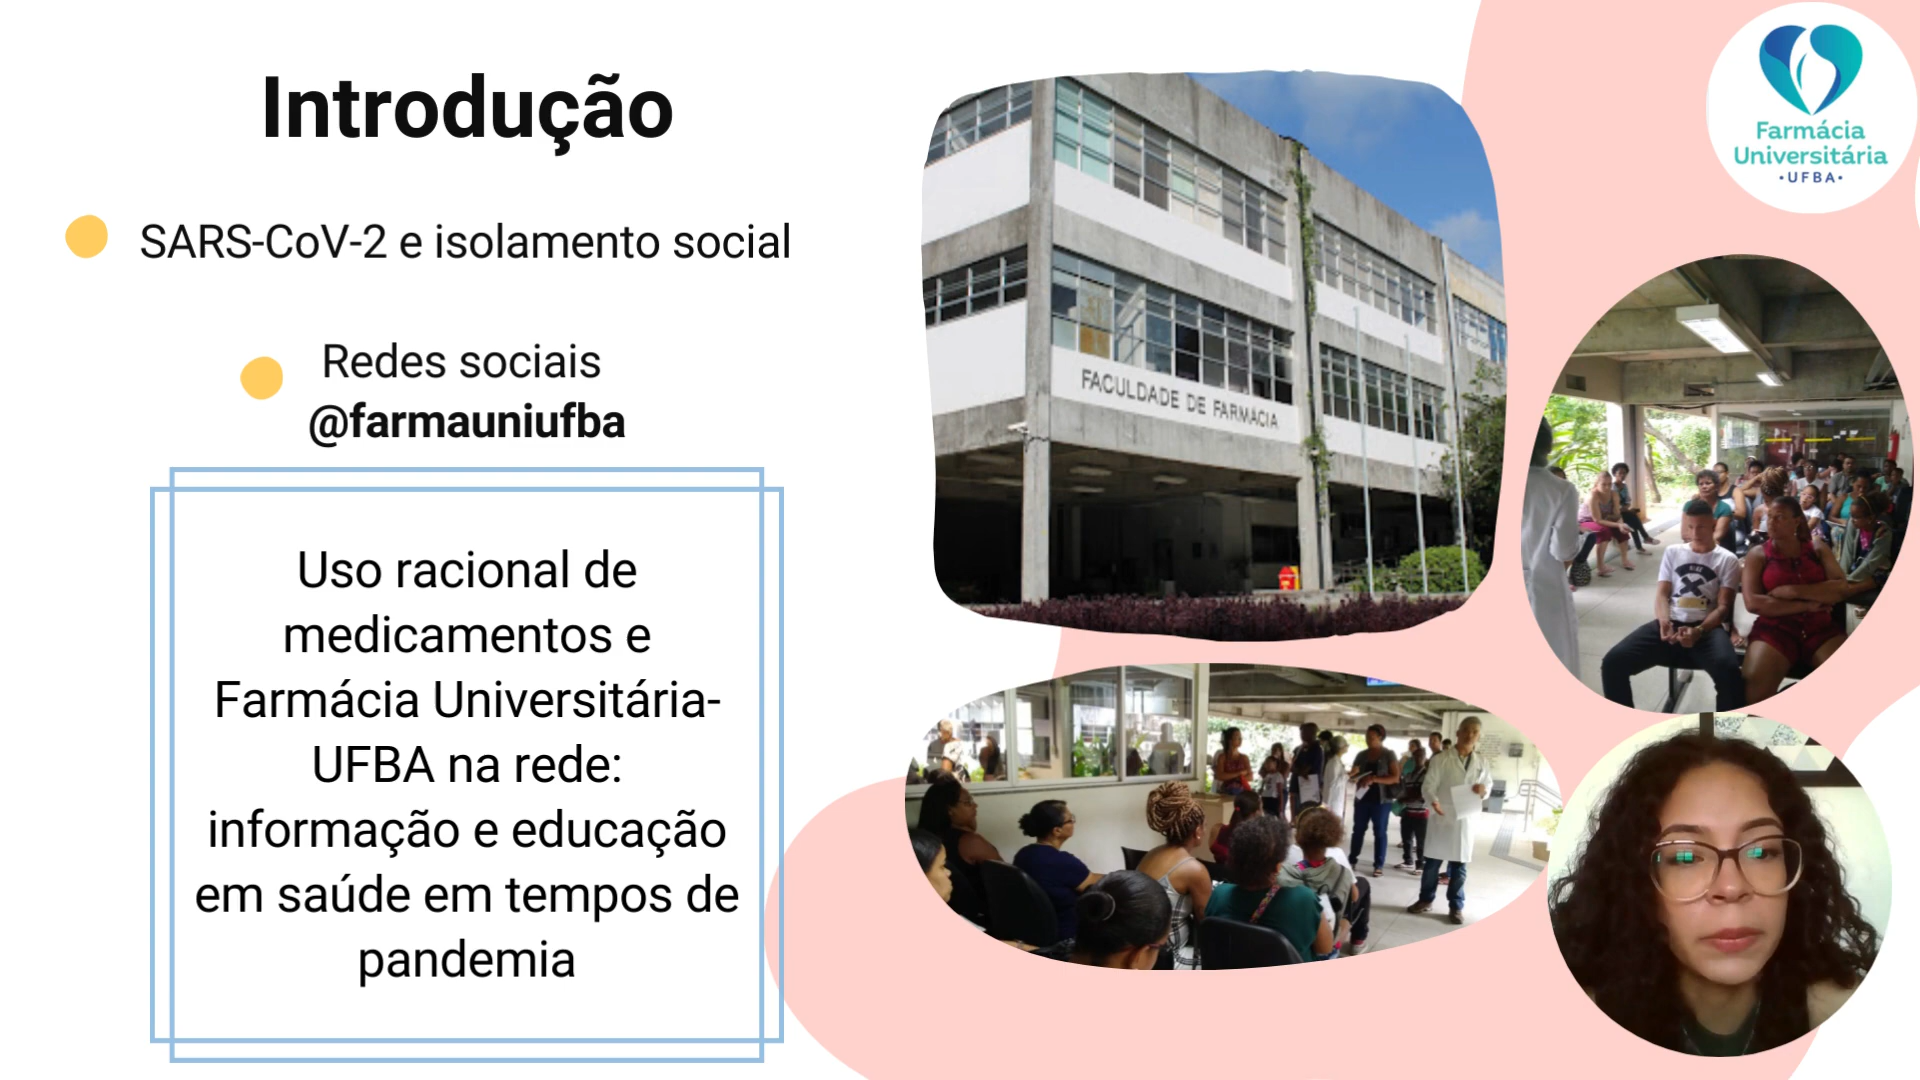 Introdução
SARS-CoV-2 e isolamento social
Redes sociais
@farmauniufba
Uso racional de
medicamentos e
Farmácia Universitária-
UFBA na rede:
informação e educação
em saúde em tempos de
pandemia
FACULDADE DE FARMÁCIA
Farmácia
Universitária
·UFBA·